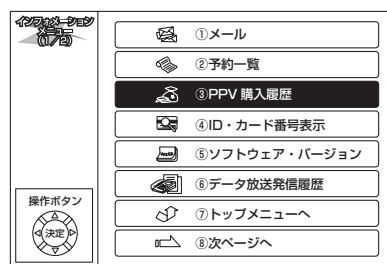 インフォメーション
メニュー
(1/2)
①メール
②予約一覧
③PPV 購入履歴
④ID・カード番号表示
⑤ソフトウェア・バージョン
⑥データ放送発信履歴
⑦トップメニューへ
⑧次ページへ
操作ボタン
決定